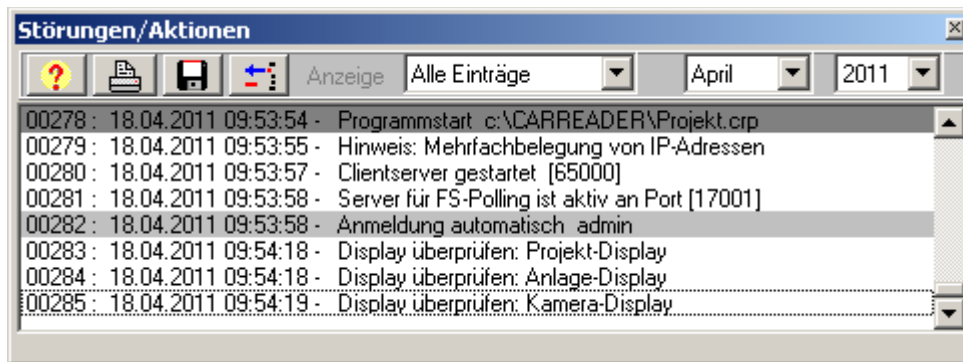 Störungen/Aktionen
Anzeige Alle Einträge April 2011
00278 : 18.04.2011 09:53:54 - Programmstart c:\CARREADER\Projekt.crp
00279 : 18.04.2011 09:53:55 - Hinweis: Mehrfachbelegung von IP-Adressen
00280 : 18.04.2011 09:53:57 - Clientserver gestartet [65000]
00281 : 18.04.2011 09:53:58 - Server für FS-Polling ist aktiv an Port [17001]
00282 : 18.04.2011 09:53:58 - Anmeldung automatisch admin
00283 : 18.04.2011 09:54:18 - Display überprüfen: Projekt-Display
00284 : 18.04.2011 09:54:18 - Display überprüfen: Anlage-Display
00285 : 18.04.2011 09:54:19 - Display überprüfen: Kamera-Display